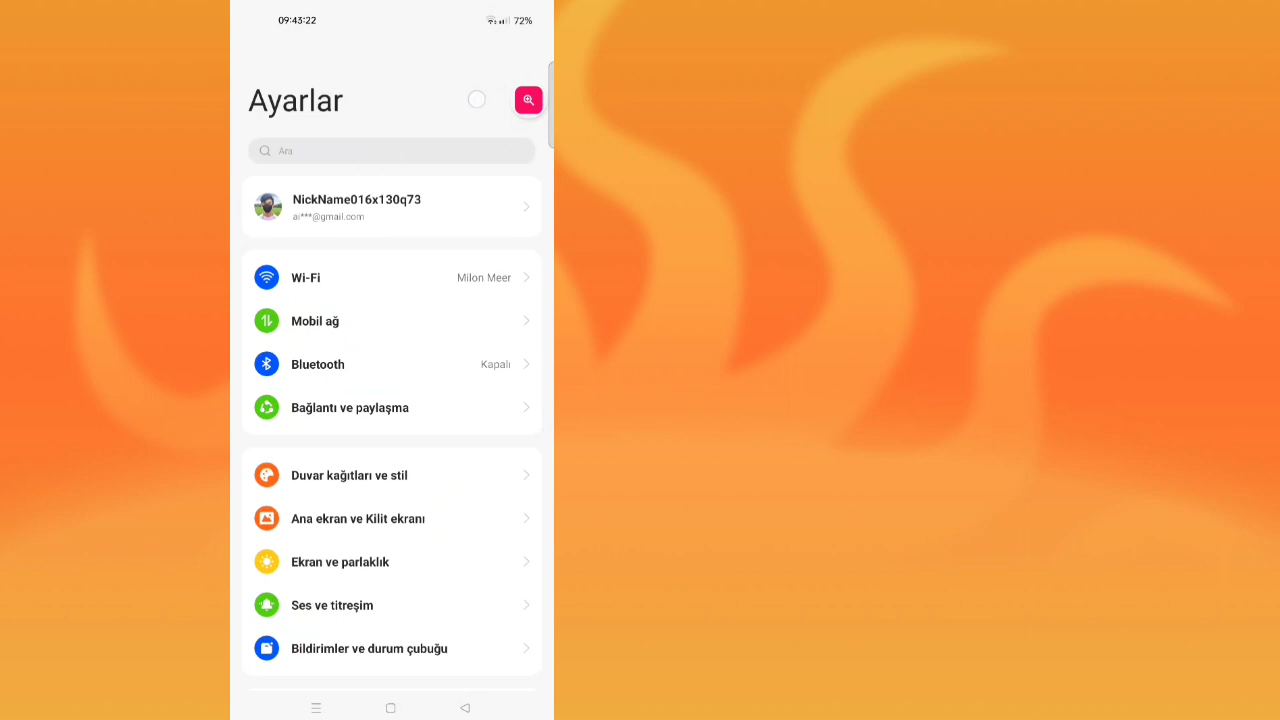 09:43:22
72%
Ayarlar
Ara
NickName016x130q73
ai***@gmail.com
Wi-Fi Milon Meer
Mobil ağ
Bluetooth Kapalı
Bağlantı ve paylaşma
Duvar kağıtları ve stil
Ana ekran ve Kilit ekranı
Ekran ve parlaklık
Ses ve titreşim
Bildirimler ve durum çubuğu